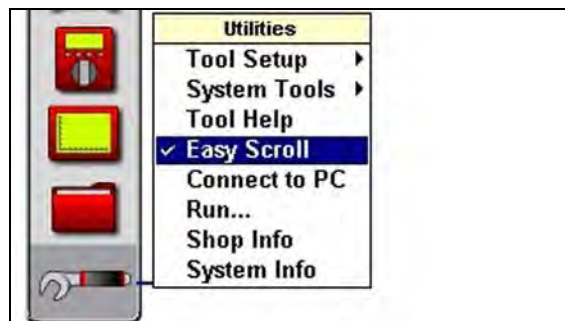 Utilities
Tool Setup
System Tools
Tool Help
Easy Scroll
Connect to PC
Run...
Shop Info
System Info